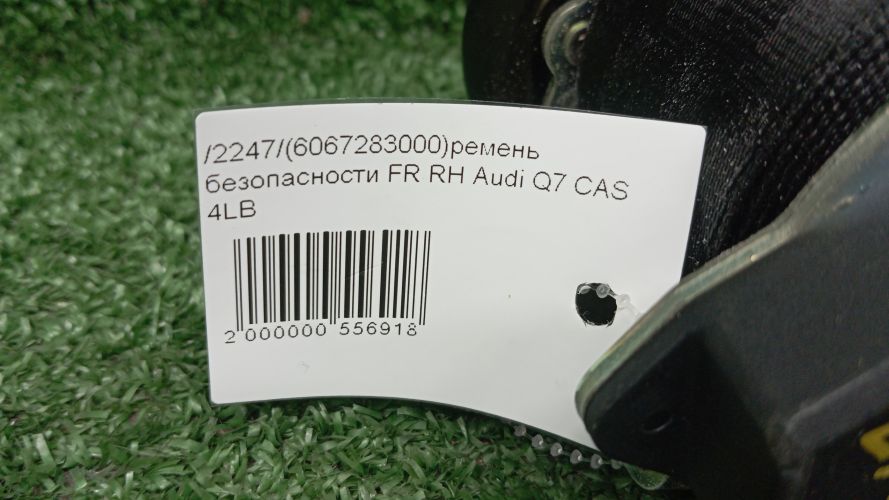 /2247/(6067283000)ремень
безопасности FR RH Audi Q7 CAS
4LB
2 000000 556918